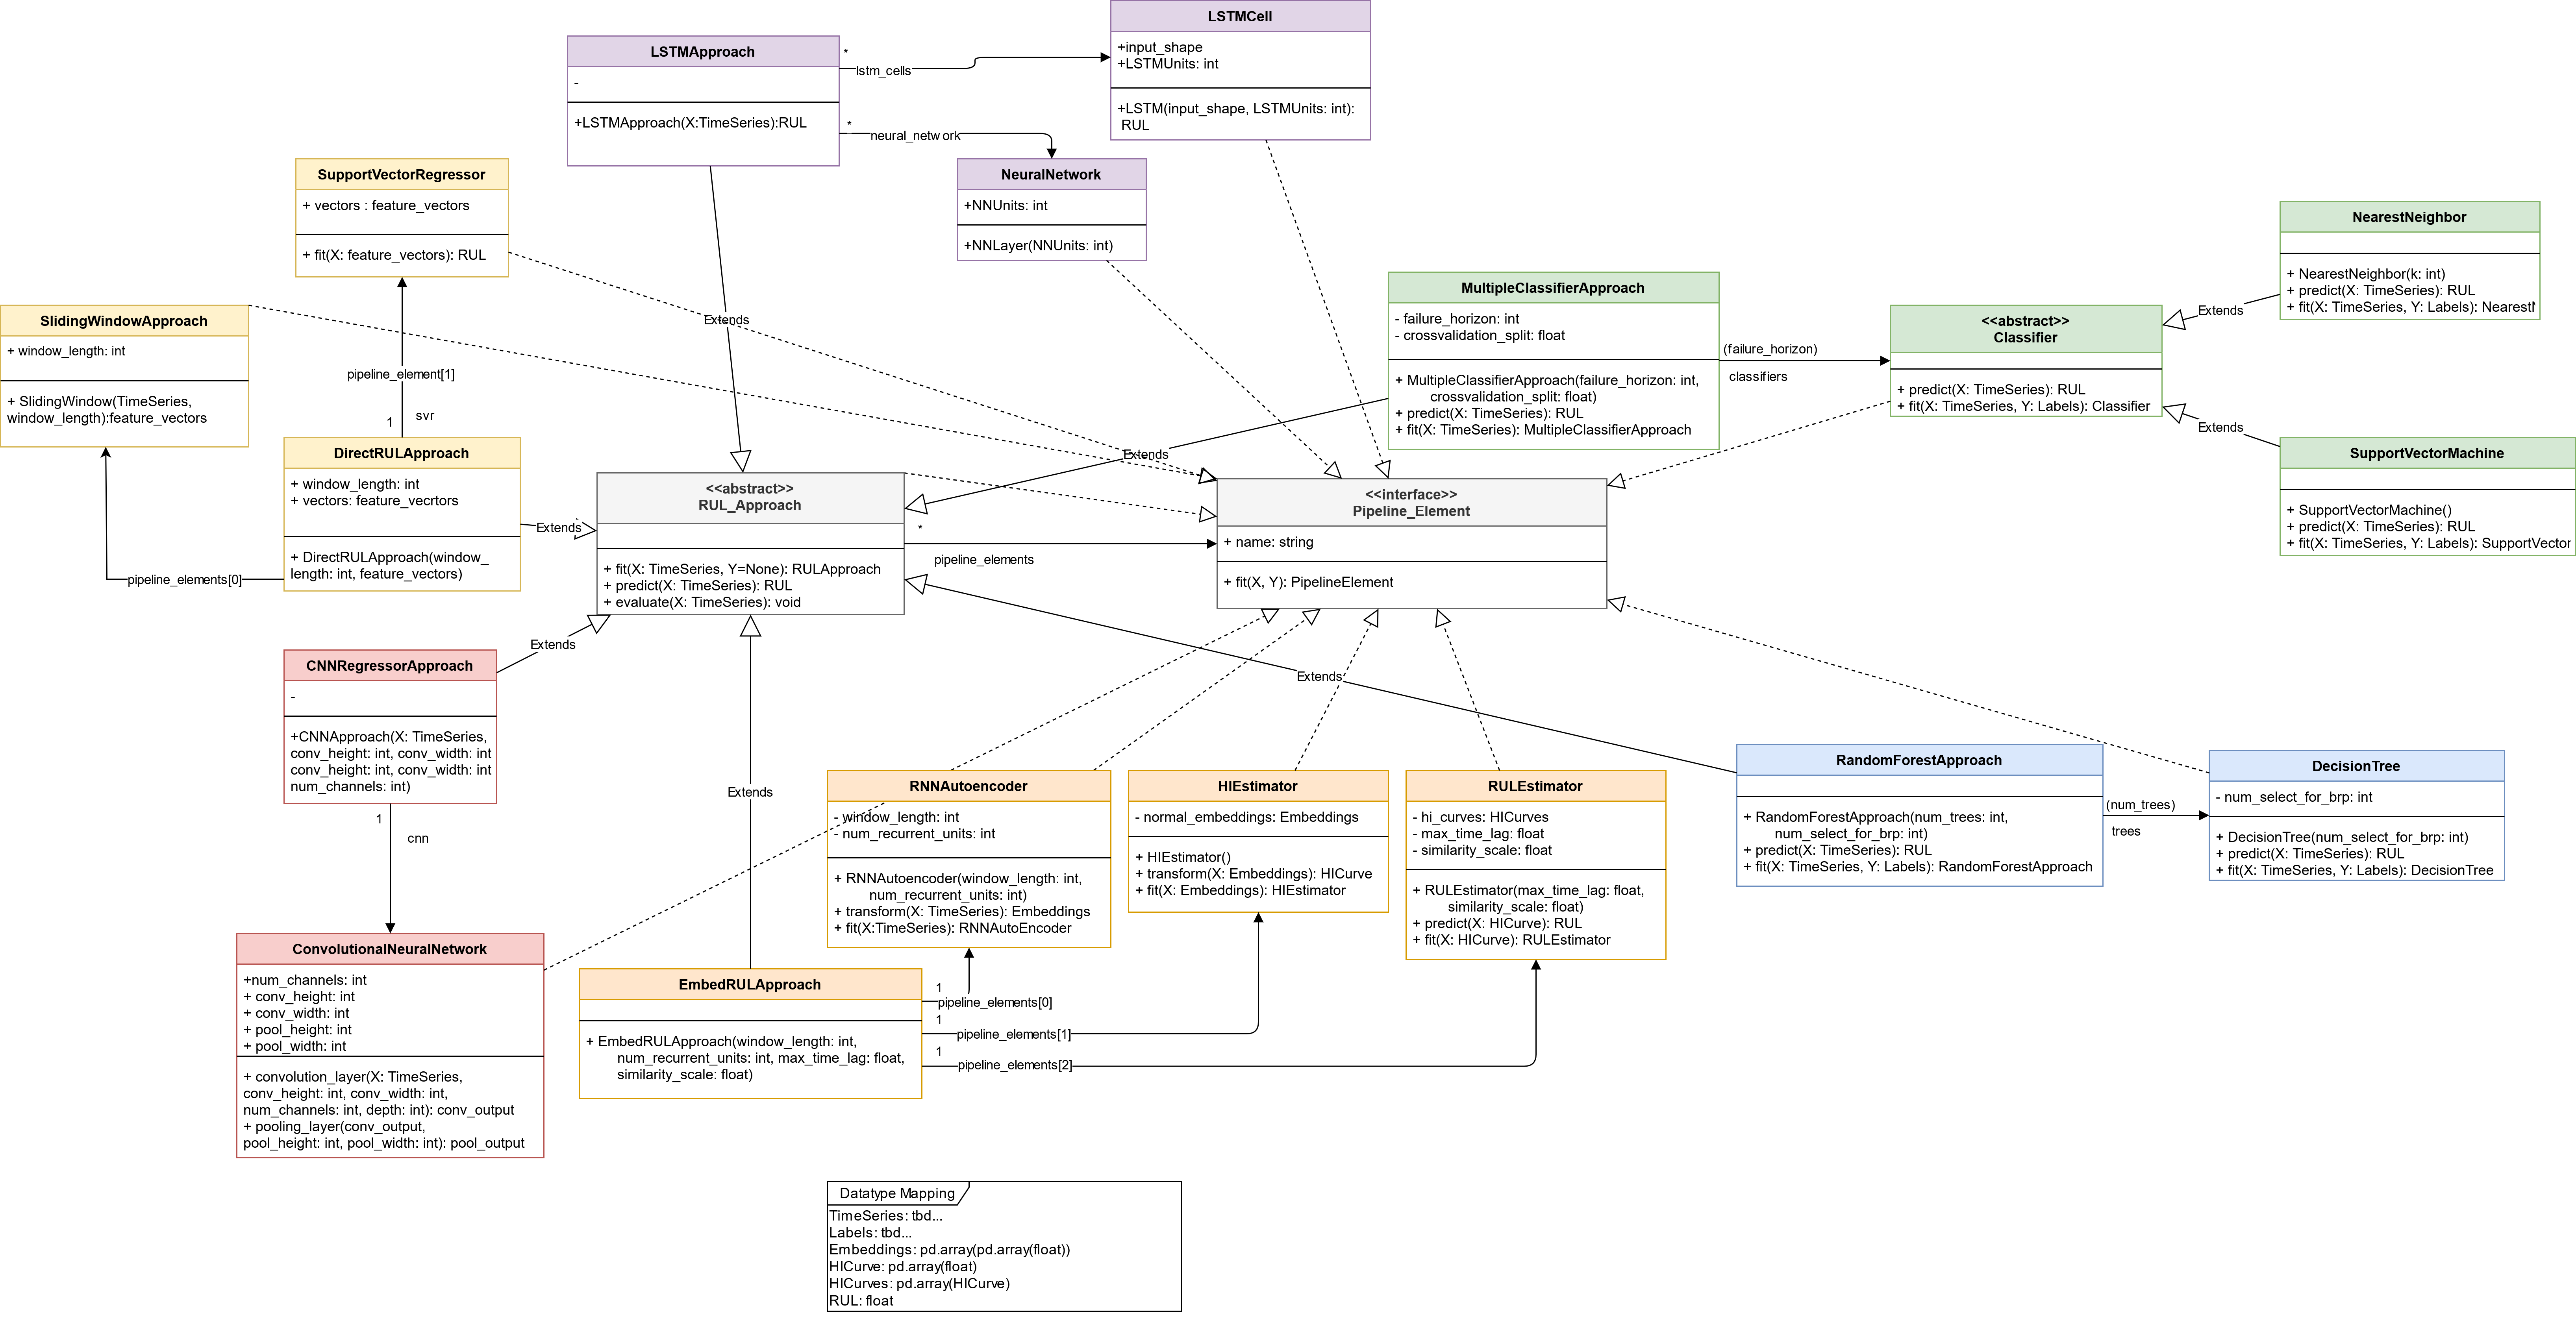 LSTMCell
+input_shape
+LSTMUnits: int
+LSTM(input_shape, LSTMUnits: int):
RUL
LSTMApproach
-
+LSTMApproach(X:TimeSeries):RUL
*
lstm_cells
*
neural_network
NeuralNetwork
+NNUnits: int
+NNLayer(NNUnits: int)
SupportVectorRegressor
+ vectors : feature_vectors
+ fit(X: feature_vectors): RUL
SlidingWindowApproach
+ window_length: int
+ SlidingWindow(TimeSeries,
window_length):feature_vectors
pipeline_element[1]
1
svr
DirectRULApproach
+ window_length: int
+ vectors: feature_vecrtors
+ DirectRULApproach(window_
length: int, feature_vectors)
pipeline_elements[0]
Extends
Extends
MultipleClassifierApproach
- failure_horizon: int
- crossvalidation_split: float
+ MultipleClassifierApproach(failure_horizon: int,
crossvalidation_split: float)
+ predict(X: TimeSeries): RUL
+ fit(X: TimeSeries): MultipleClassifierApproach
(failure_horizon)
classifiers
<<abstract>>
Classifier
+ predict(X: TimeSeries): RUL
+ fit(X: TimeSeries, Y: Labels): Classifier
NearestNeighbor
+ NearestNeighbor(k: int)
+ predict(X: TimeSeries): RUL
+ fit(X: TimeSeries, Y: Labels): Nearest
Extends
Extends
SupportVectorMachine
+ SupportVectorMachine()
+ predict(X: TimeSeries): RUL
+ fit(X: TimeSeries, Y: Labels): SupportVector
Extends
<<abstract>>
RUL_Approach
+ fit(X: TimeSeries, Y=None): RULApproach
+ predict(X: TimeSeries): RUL
+ evaluate(X: TimeSeries): void
*
pipeline_elements
<<interface>>
Pipeline_Element
+ name: string
+ fit(X, Y): PipelineElement
Extends
CNNRegressorApproach
-
+CNNApproach(X: TimeSeries,
conv_height: int, conv_width: int
conv_height: int, conv_width: int
num_channels: int)
1
cnn
ConvolutionalNeuralNetwork
+num_channels: int
+ conv_height: int
+ conv_width: int
+ pool_height: int
+ pool_width: int
+ convolution_layer(X: TimeSeries,
conv_height: int, conv_width: int,
num_channels: int, depth: int): conv_output
+ pooling_layer(conv_output,
pool_height: int, pool_width: int): pool_output
Extends
Extends
RNNAutoencoder
- window_length: int
- num_recurrent_units: int
+ RNNAutoencoder(window_length: int,
num_recurrent_units: int)
+ transform(X: TimeSeries): Embeddings
+ fit(X:TimeSeries): RNNAutoEncoder
HIEstimator
- normal_embeddings: Embeddings
+ HIEstimator()
+ transform(X: Embeddings): HICurve
+ fit(X: Embeddings): HIEstimator
RULEstimator
- hi_curves: HICurves
- max_time_lag: float
- similarity_scale: float
+ RULEstimator(max_time_lag: float,
similarity_scale: float)
+ predict(X: HICurve): RUL
+ fit(X: HICurve): RULEstimator
RandomForestApproach
+ RandomForestApproach(num_trees: int,
num_select_for_brp: int)
+ predict(X: TimeSeries): RUL
+ fit(X: TimeSeries, Y: Labels): RandomForestApproach
(num_trees)
trees
DecisionTree
- num_select_for_brp: int
+ DecisionTree(num_select_for_brp: int)
+ predict(X: TimeSeries): RUL
+ fit(X: TimeSeries, Y: Labels): DecisionTree
EmbedRULApproach
+ EmbedRULApproach(window_length: int,
num_recurrent_units: int, max_time_lag: float,
similarity_scale: float)
1
pipeline_elements[0]
1
pipeline_elements[1]
1
pipeline_elements[2]
Datatype Mapping
TimeSeries: tbd...
Labels: tbd...
Embeddings: pd.array(pd.array(float))
HICurve: pd.array(float)
HICurves: pd.array(HICurve)
RUL: float